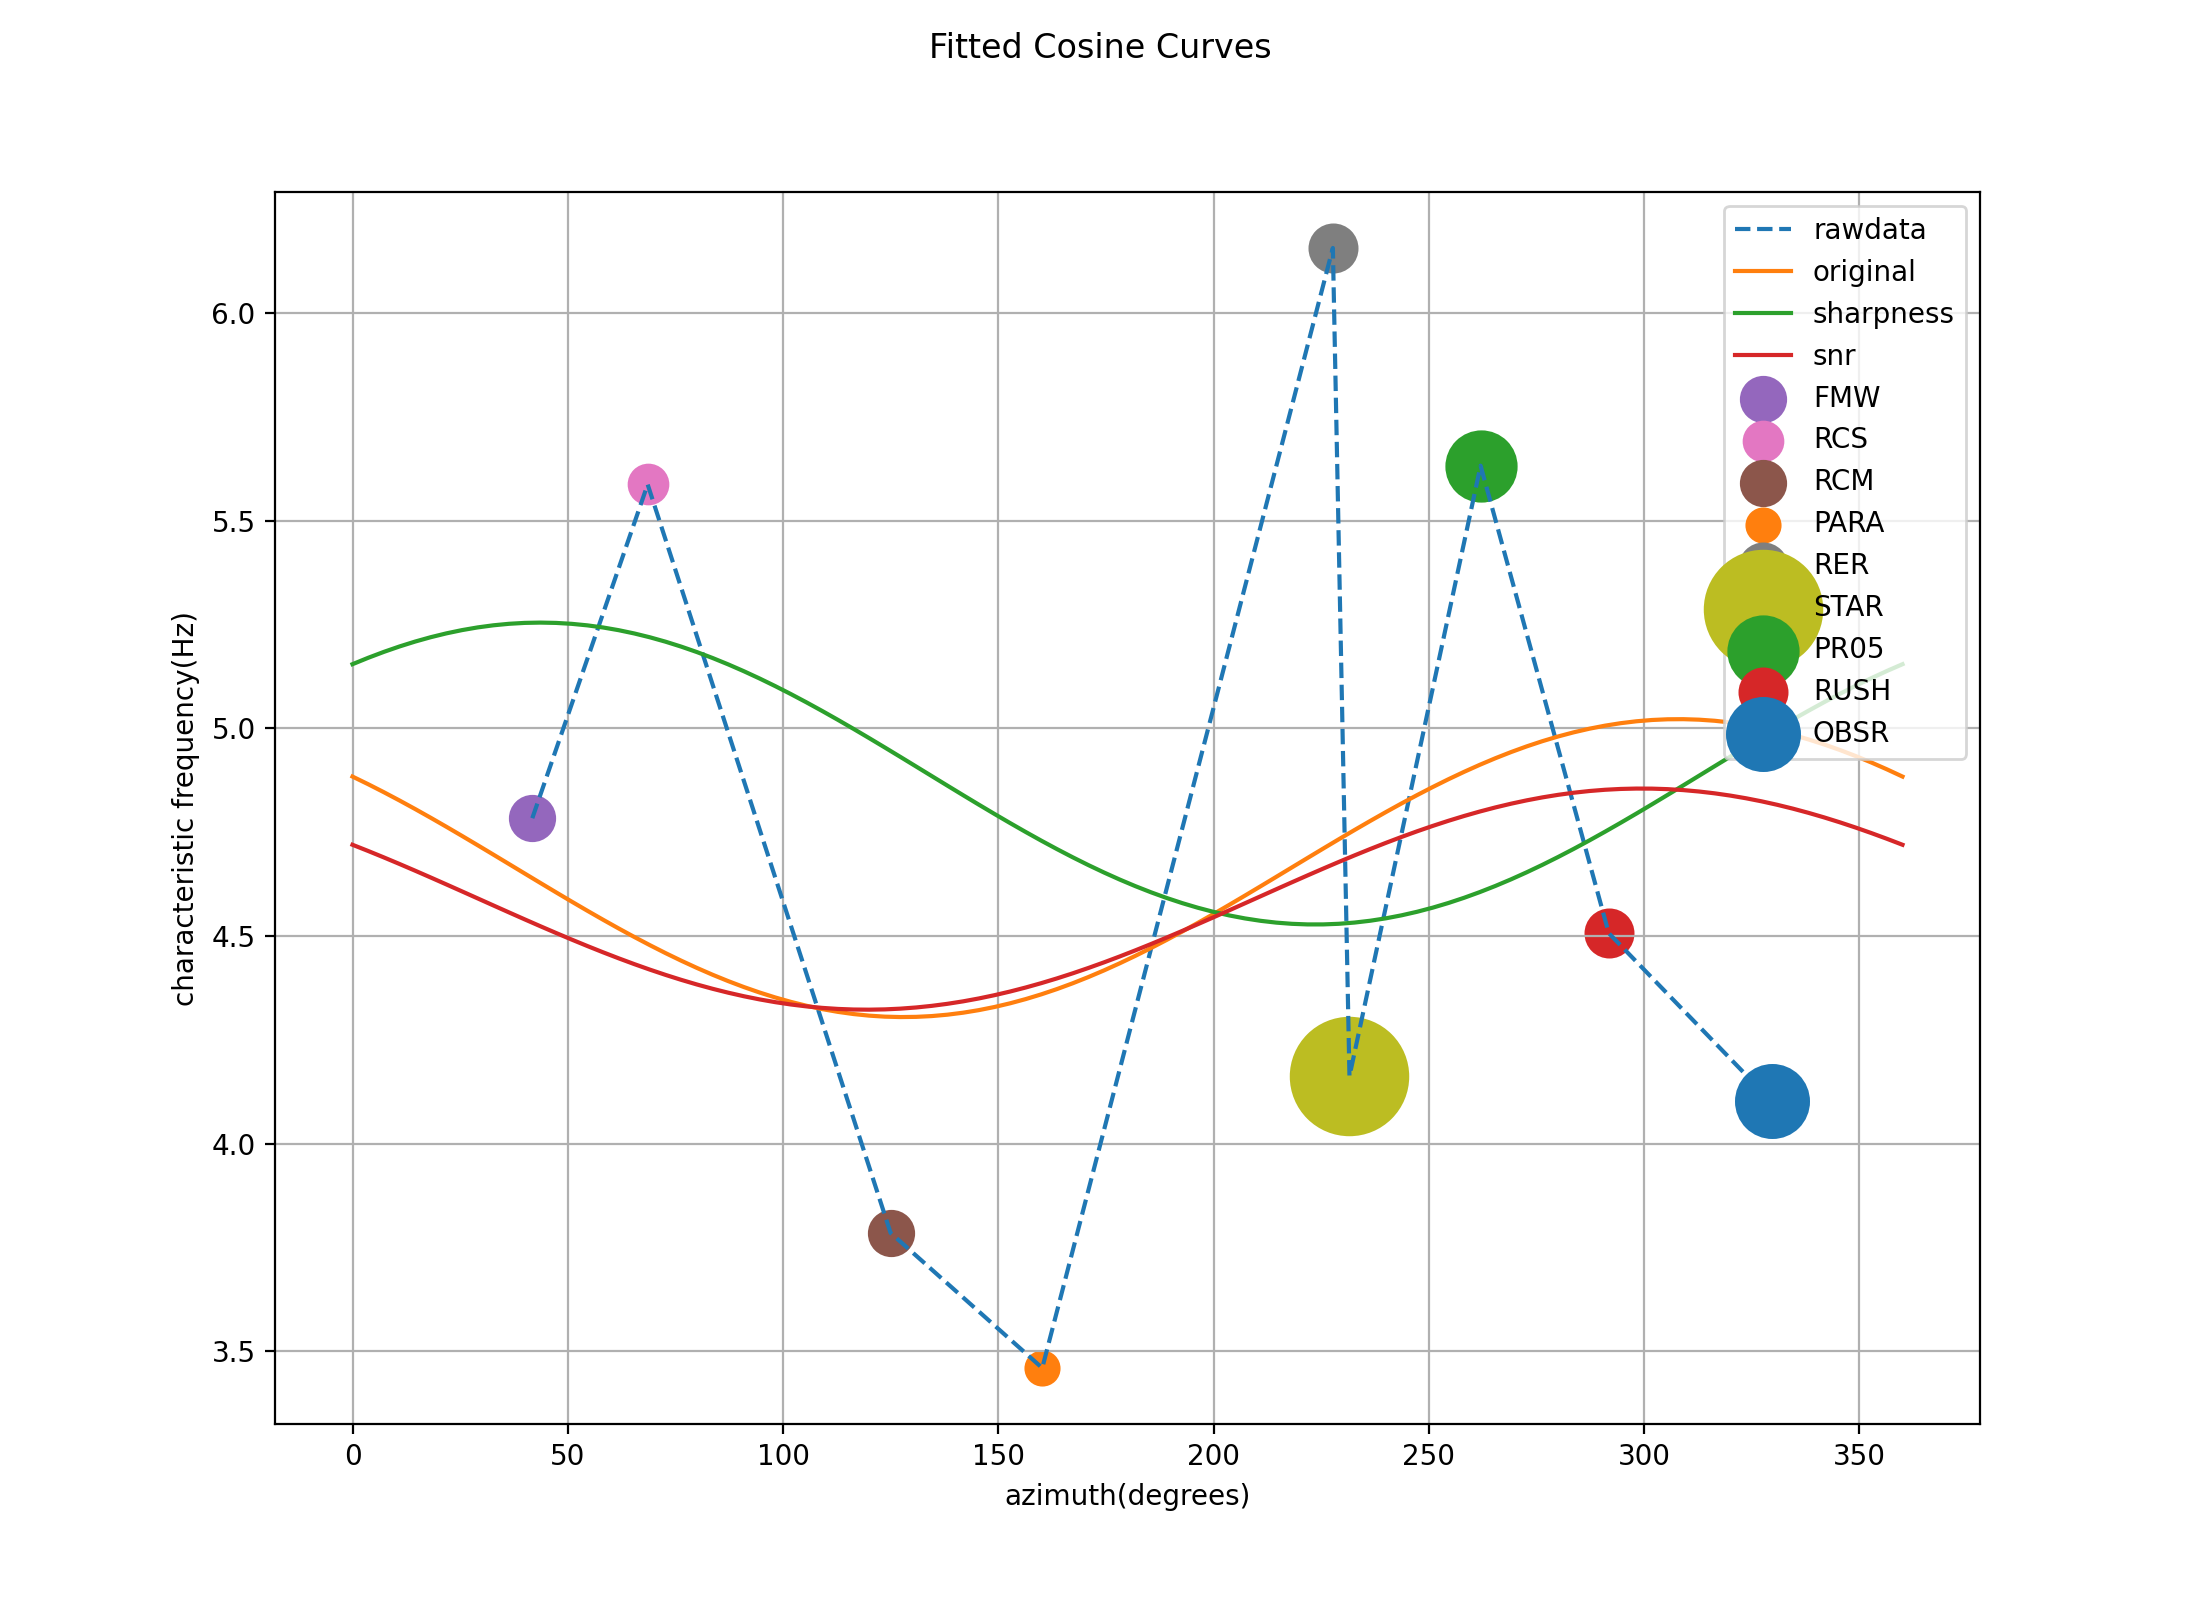 Fitted Cosine Curves
characteristic frequency(Hz)
6.0
5.5
5.0
4.5
4.0
3.5
0 50 100 150 200 250 300 350
azimuth(degrees)
rawdata
original
sharpness
snr
FMW
RCS
RCM
PARA
RER
STAR
PR05
RUSH
OBSR